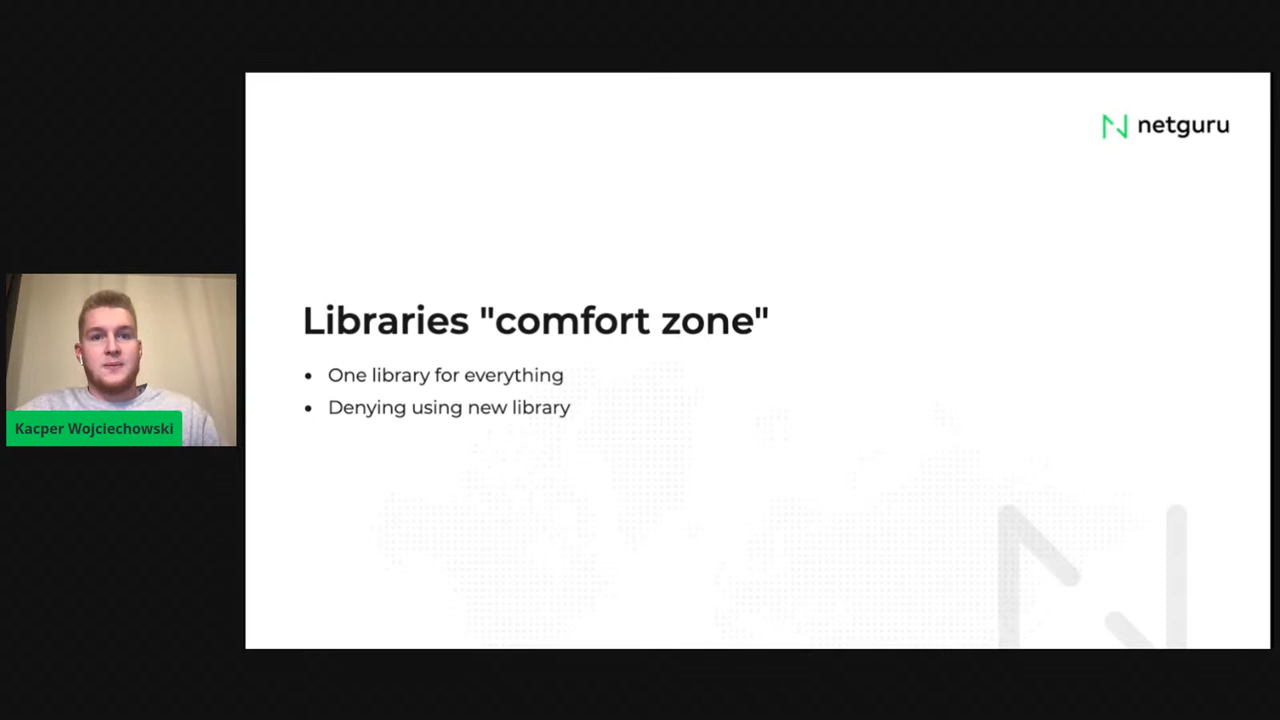 netguru
Libraries "comfort zone"
One library for everything
Denying using new library
Kacper Wojciechowski